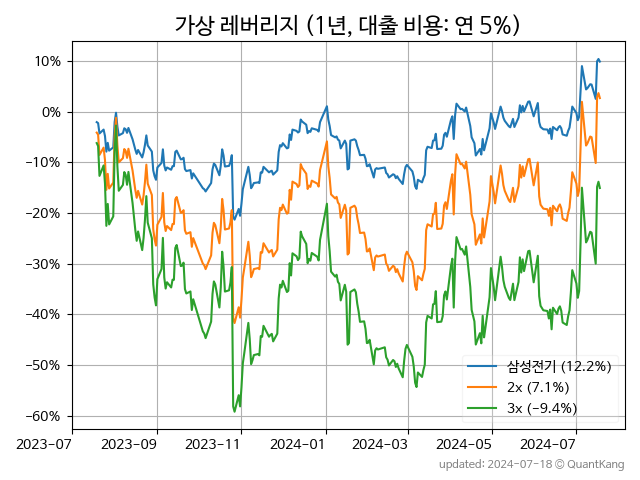 가상 레버리지 (1년, 대출 비용: 연 5%)
10%
0%
−10%
−20%
−30%
−40%
−50%
−60%
삼성전기 (12.2%)
2x (7.1%)
3x (−9.4%)
2023-07 2023-09 2023-11 2024-01 2024-03 2024-05 2024-07
updated: 2024-07-18 © QuantKang